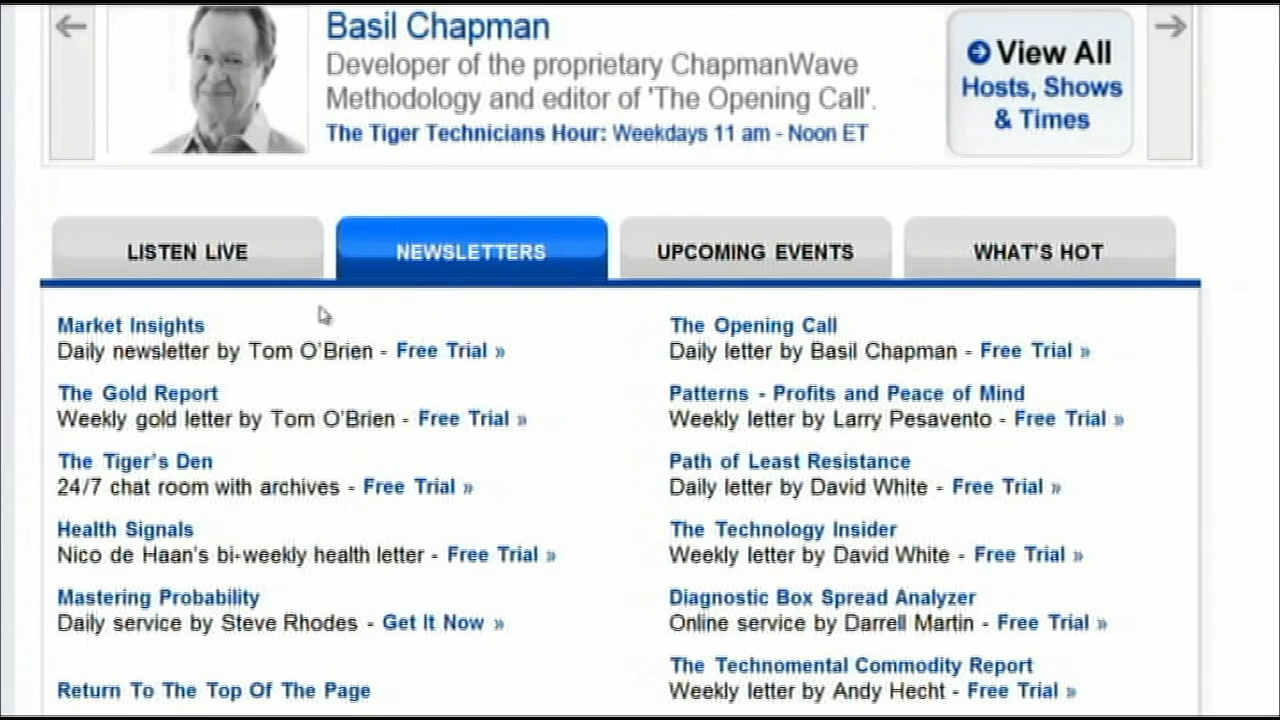 Basil Chapman
Developer of the proprietary ChapmanWave
Methodology and editor of 'The Opening Call'.
The Tiger Technicians Hour: Weekdays 11 am - Noon ET
View All
Hosts, Shows
& Times
LISTEN LIVE
NEWSLETTERS
UPCOMING EVENTS
WHAT'S HOT
Market Insights
Daily newsletter by Tom O'Brien - Free Trial »
The Gold Report
Weekly gold letter by Tom O'Brien - Free Trial »
The Tiger's Den
24/7 chat room with archives - Free Trial »
Health Signals
Nico de Haan's bi-weekly health letter - Free Trial »
Mastering Probability
Daily service by Steve Rhodes - Get It Now »
Return To The Top Of The Page
The Opening Call
Daily letter by Basil Chapman - Free Trial »
Patterns - Profits and Peace of Mind
Weekly letter by Larry Pesavento - Free Trial »
Path of Least Resistance
Daily letter by David White - Free Trial »
The Technology Insider
Weekly letter by David White - Free Trial »
Diagnostic Box Spread Analyzer
Online service by Darrell Martin - Free Trial »
The Technomental Commodity Report
Weekly letter by Andy Hecht - Free Trial »